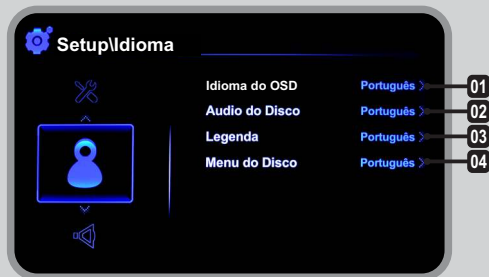 Setup\Idioma
Idioma do OSD Português > 01
Audio do Disco Português > 02
Legenda Português > 03
Menu do Disco Português > 04